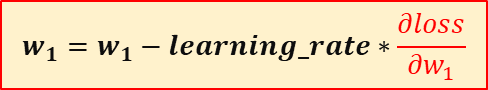 w₁ = w₁ − learning_rate * ∂loss/∂w₁